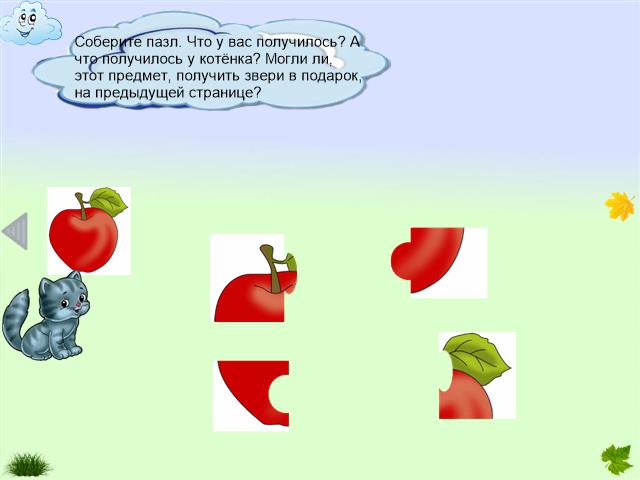 Соберите пазл. Что у вас получилось? А
что получилось у котёнка? Могли ли,
этот предмет, получить звери в подарок,
на предыдущей странице?